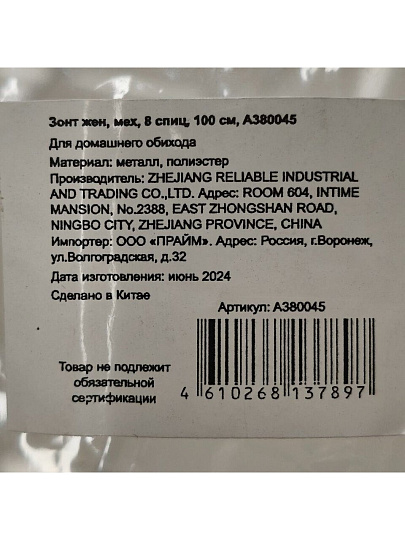 Зонт жен, мех, 8 спиц, 100 см, А380045
Для домашнего обихода
Материал: металл, полиэстер
Производитель: ZHEJIANG RELIABLE INDUSTRIAL
AND TRADING CO.,LTD. Адрес: ROOM 604, INTIME
MANSION, No.2388, EAST ZHONGSHAN ROAD,
NINGBO CITY, ZHEJIANG PROVINCE, CHINA
Импортер: ООО «ПРАЙМ». Адрес: Россия, г.Воронеж,
ул.Волгоградская, д.32
Дата изготовления: июнь 2024
Сделано в Китае
Артикул: А380045
Товар не подлежит
обязательной
сертификации
4 610268 137897